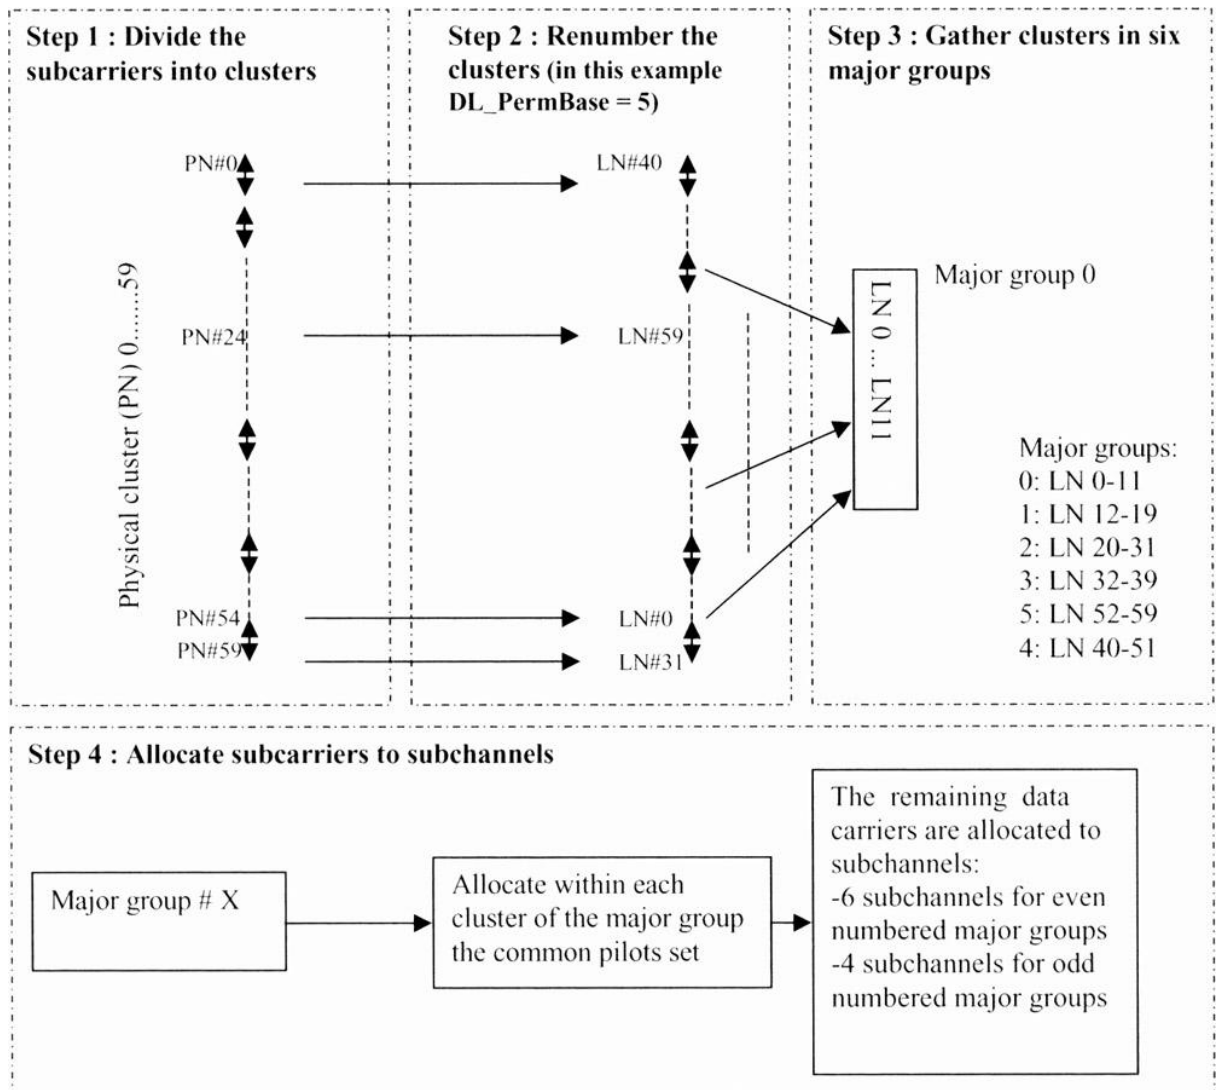 Step 1 : Divide the
subcarriers into clusters
Step 2 : Renumber the
clusters (in this example
DL_PermBase = 5)
Step 3 : Gather clusters in six
major groups
Physical cluster (PN) 0.......59
PN#0
PN#24
PN#54
PN#59
LN#40
LN#59
LN#0
LN#31
LN 0 ... LN11
Major group 0
Major groups:
0: LN 0-11
1: LN 12-19
2: LN 20-31
3: LN 32-39
5: LN 52-59
4: LN 40-51
Step 4 : Allocate subcarriers to subchannels
Major group # X
Allocate within each
cluster of the major group
the common pilots set
The remaining data
carriers are allocated to
subchannels:
-6 subchannels for even
numbered major groups
-4 subchannels for odd
numbered major groups